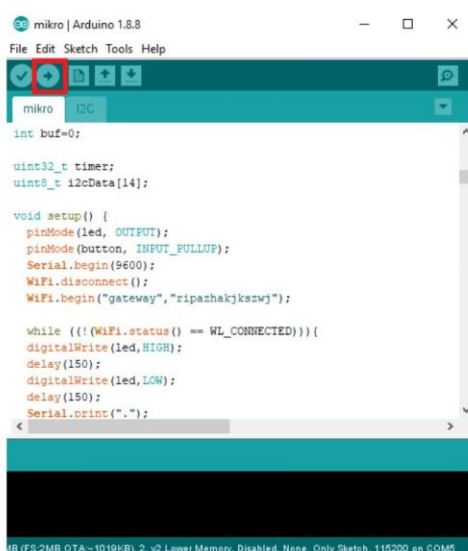 mikro | Arduino 1.8.8
File Edit Sketch Tools Help
mikro I2C
int buf=0;
uint32_t timer;
uint8_t i2cData[14];
void setup() {
pinMode(led, OUTPUT);
pinMode(button, INPUT_PULLUP);
Serial.begin(9600);
WiFi.disconnect();
WiFi.begin("gateway","ripazhakjkszwj");
while ((!(WiFi.status() == WL_CONNECTED))){
digitalWrite(led,HIGH);
delay(150);
digitalWrite(led,LOW);
delay(150);
Serial.print(".");
(FS:2MB OTA:~1019KB), 2, v2 Lower Memory, Disabled, None, Only Sketch, 115200 on COM5